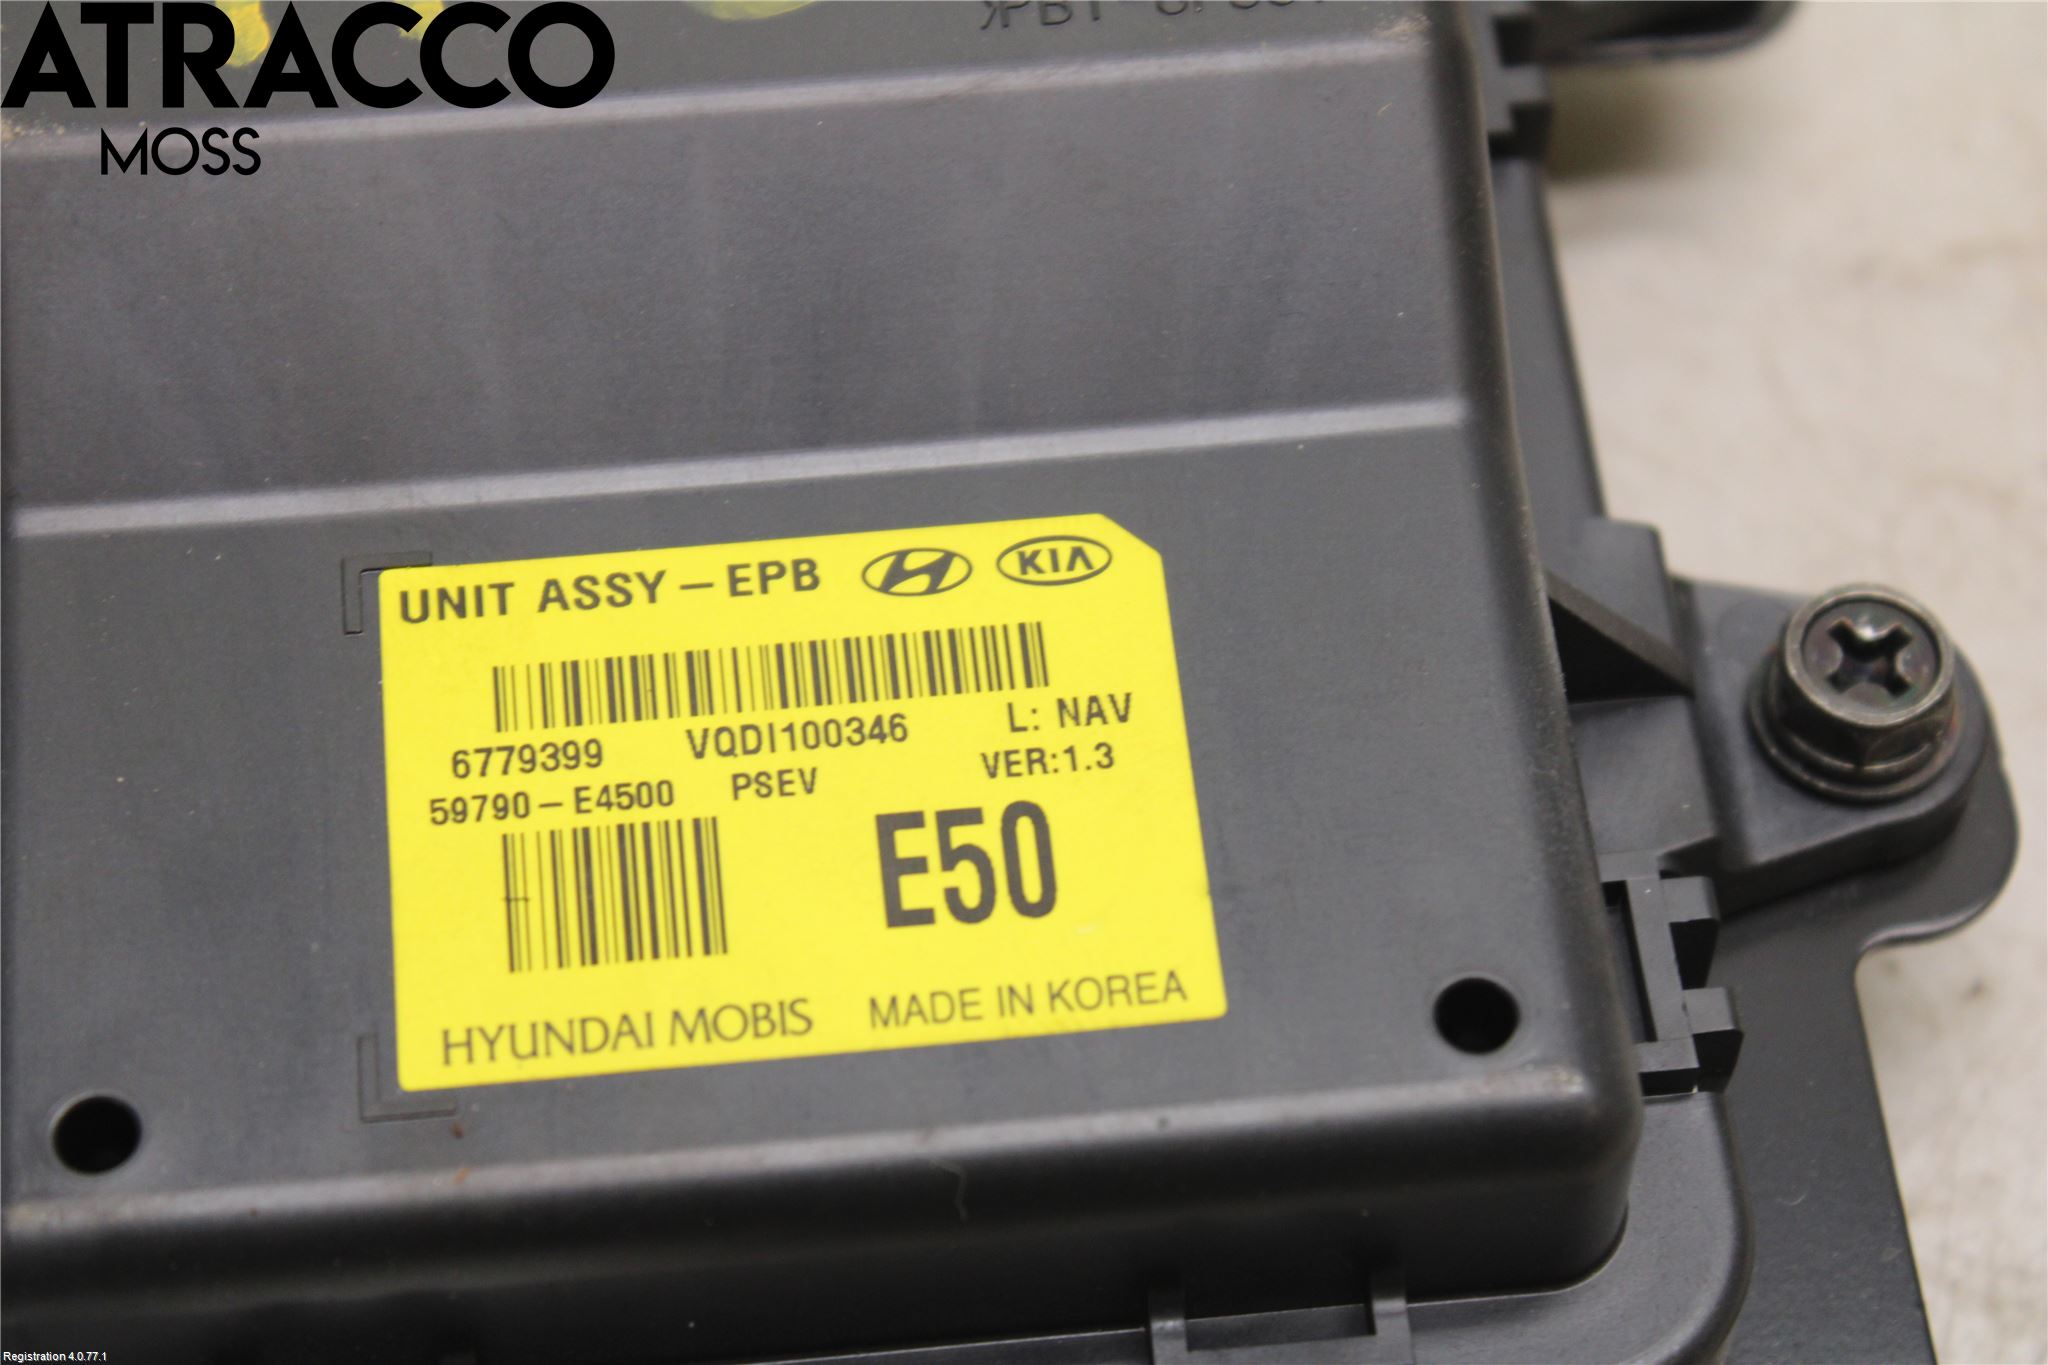 ATRACCO
MOSS
UNIT ASSY - EPB KIA
6779399 VQDI100346 L: NAV
59790 - E4500 PSEV VER:1.3
E50
HYUNDAI MOBIS MADE IN KOREA
Registration 4.0.77.1